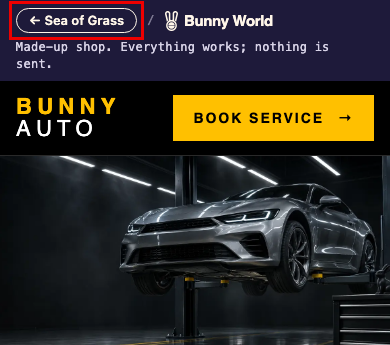 ← Sea of Grass / Bunny World
Made-up shop. Everything works; nothing is
sent.
BUNNY
AUTO
BOOK SERVICE →